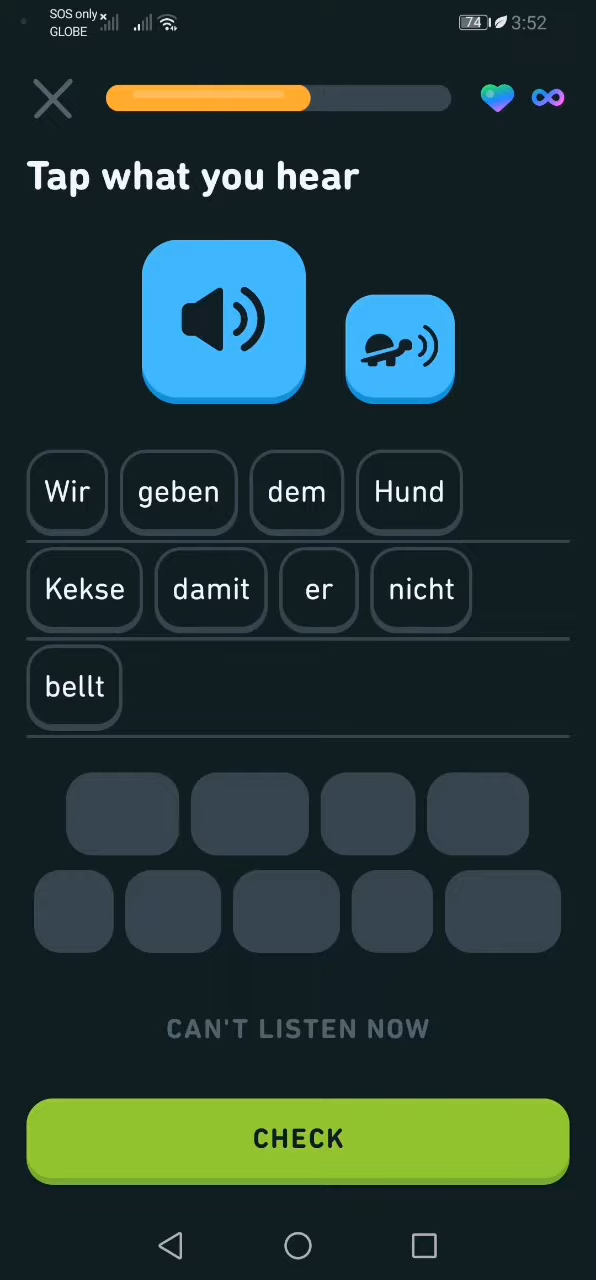 SOS only
GLOBE
74 3:52
Tap what you hear
Wir geben dem Hund
Kekse damit er nicht
bellt
CAN'T LISTEN NOW
CHECK